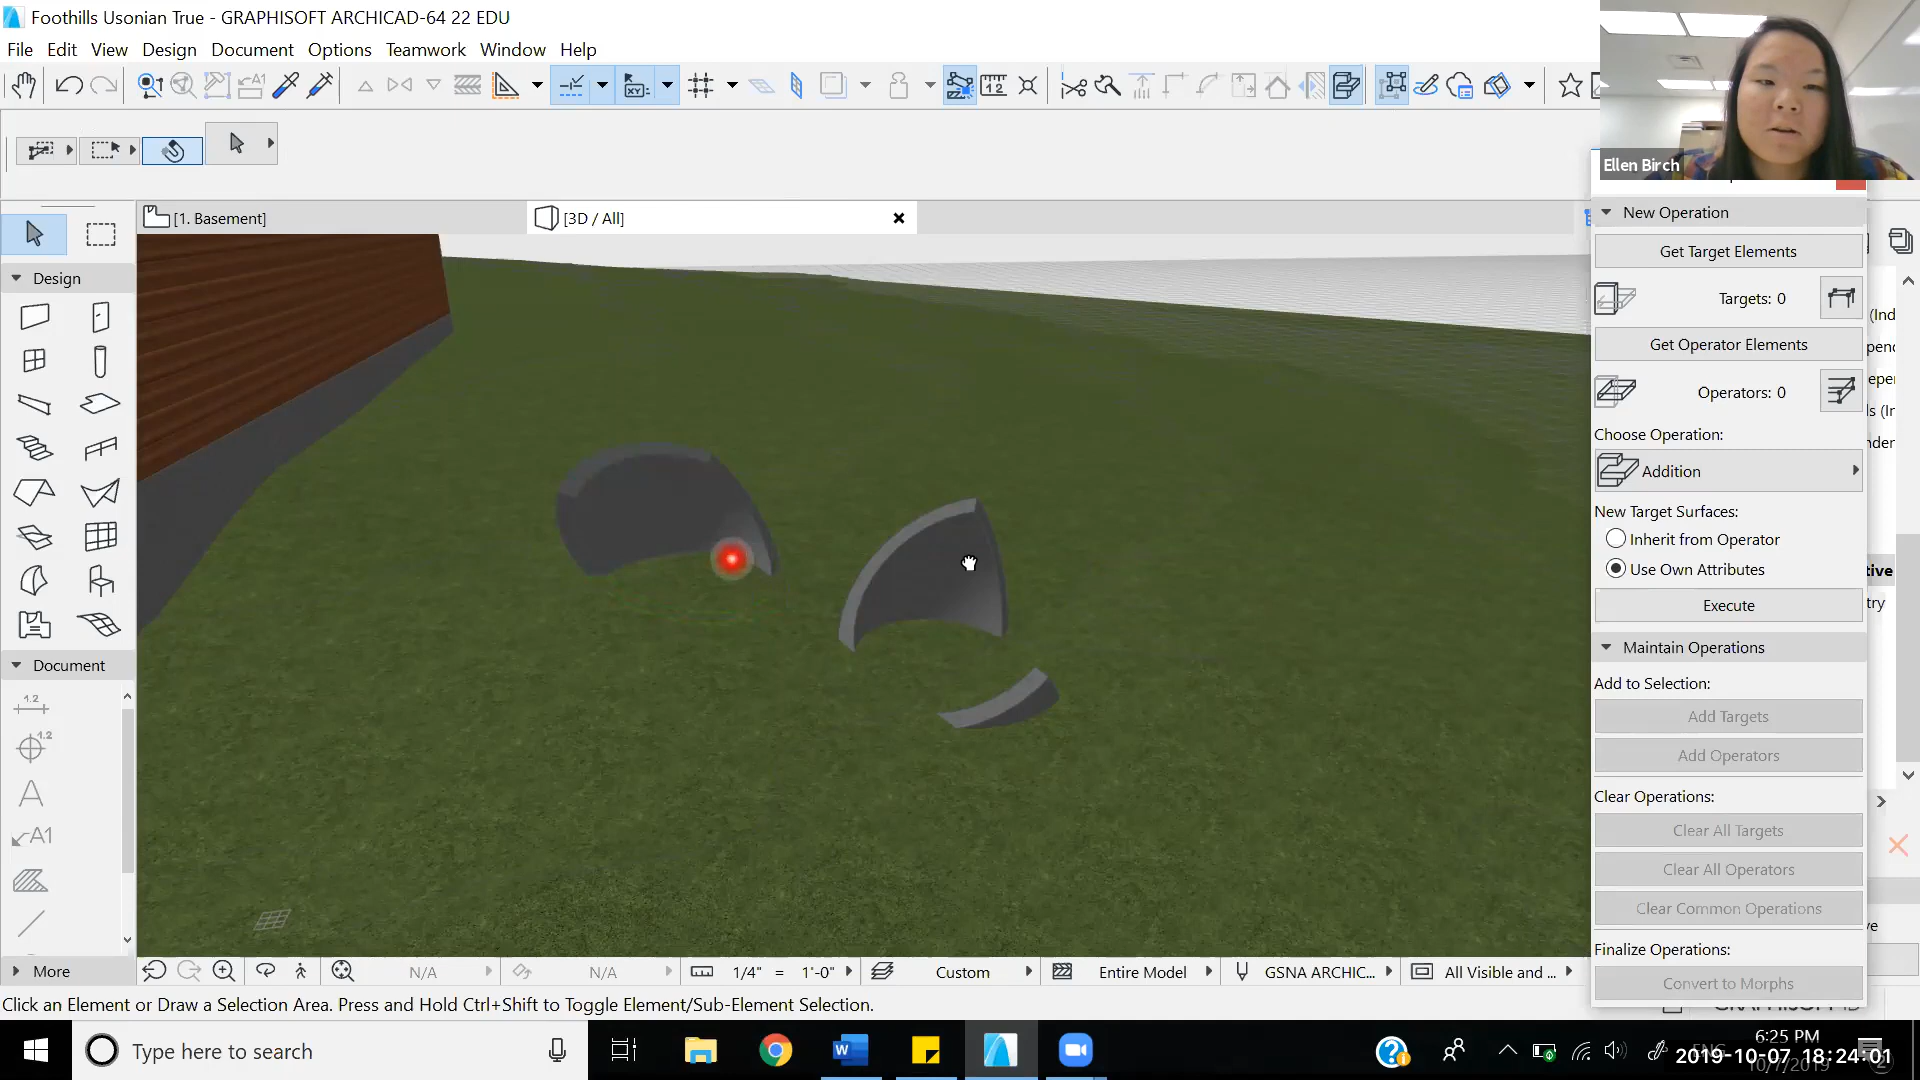 Foothills Usonian True - GRAPHISOFT ARCHICAD-64 22 EDU
File Edit View Design Document Options Teamwork Window Help
Ellen Birch
[1. Basement]
[3D / All]
Design
Document
More
New Operation
Get Target Elements
Targets: 0
Get Operator Elements
Operators: 0
Choose Operation:
Addition
New Target Surfaces:
Inherit from Operator
Use Own Attributes
Execute
Maintain Operations
Add to Selection:
Add Targets
Add Operators
Clear Operations:
Clear All Targets
Clear All Operators
Clear Common Operations
Finalize Operations:
Convert to Morphs
N/A
N/A
1/4" = 1'-0"
Custom
Entire Model
GSNA ARCHIC...
All Visible and ...
Click an Element or Draw a Selection Area. Press and Hold Ctrl+Shift to Toggle Element/Sub-Element Selection.
Type here to search
6:25 PM
10/7/2019
2019-10-07 18:24:01